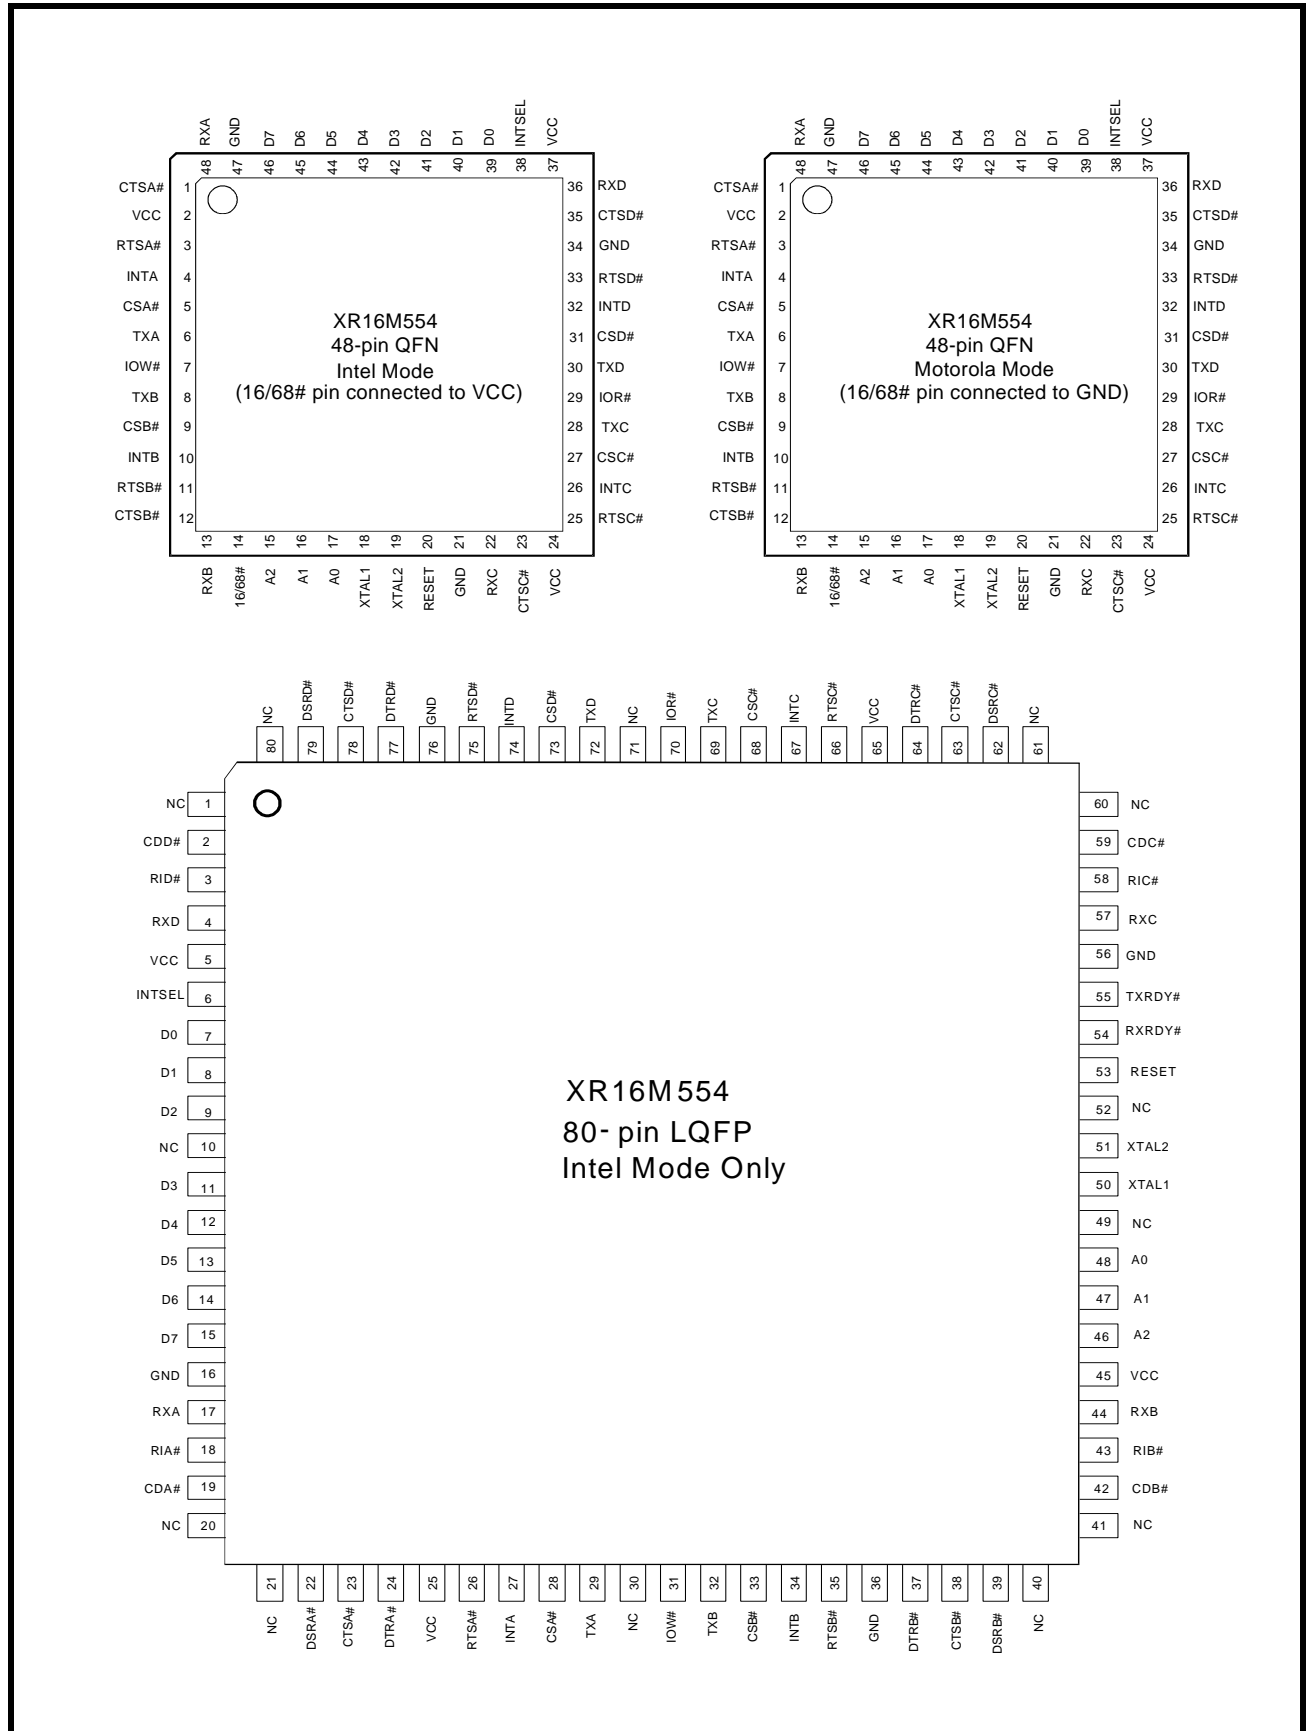 RXA GND D7 D6 D5 D4 D3 D2 D1 D0 INTSEL VCC
48 47 46 45 44 43 42 41 40 39 38 37
CTSA# 1 36 RXD
VCC 2 35 CTSD#
RTSA# 3 34 GND
INTA 4 33 RTSD#
CSA# 5 32 INTD
TXA 6 31 CSD#
IOW# 7 30 TXD
TXB 8 29 IOR#
CSB# 9 28 TXC
INTB 10 27 CSC#
RTSB# 11 26 INTC
CTSB# 12 25 RTSC#
XR16M554
48-pin QFN
Intel Mode
(16/68# pin connected to VCC)
13 14 15 16 17 18 19 20 21 22 23 24
RXB 16/68# A2 A1 A0 XTAL1 XTAL2 RESET GND RXC CTSC# VCC
RXA GND D7 D6 D5 D4 D3 D2 D1 D0 INTSEL VCC
48 47 46 45 44 43 42 41 40 39 38 37
CTSA# 1 36 RXD
VCC 2 35 CTSD#
RTSA# 3 34 GND
INTA 4 33 RTSD#
CSA# 5 32 INTD
TXA 6 31 CSD#
IOW# 7 30 TXD
TXB 8 29 IOR#
CSB# 9 28 TXC
INTB 10 27 CSC#
RTSB# 11 26 INTC
CTSB# 12 25 RTSC#
XR16M554
48-pin QFN
Motorola Mode
(16/68# pin connected to GND)
13 14 15 16 17 18 19 20 21 22 23 24
RXB 16/68# A2 A1 A0 XTAL1 XTAL2 RESET GND RXC CTSC# VCC
NC DSRD# CTSD# DTRD# GND RTSD# INTD CSD# TXD NC IOR# TXC CSC# INTC RTSC# VCC DTRC# CTSC# DSRC# NC
80 79 78 77 76 75 74 73 72 71 70 69 68 67 66 65 64 63 62 61
NC 1 60 NC
CDD# 2 59 CDC#
RID# 3 58 RIC#
RXD 4 57 RXC
VCC 5 56 GND
INTSEL 6 55 TXRDY#
D0 7 54 RXRDY#
D1 8 53 RESET
D2 9 52 NC
NC 10 51 XTAL2
D3 11 50 XTAL1
D4 12 49 NC
D5 13 48 A0
D6 14 47 A1
D7 15 46 A2
GND 16 45 VCC
RXA 17 44 RXB
RIA# 18 43 RIB#
CDA# 19 42 CDB#
NC 20 41 NC
XR16M554
80- pin LQFP
Intel Mode Only
21 22 23 24 25 26 27 28 29 30 31 32 33 34 35 36 37 38 39 40
NC DSRA# CTSA# DTRA# VCC RTSA# INTA CSA# TXA NC IOW# TXB CSB# INTB RTSB# GND DTRB# CTSB# DSRB# NC